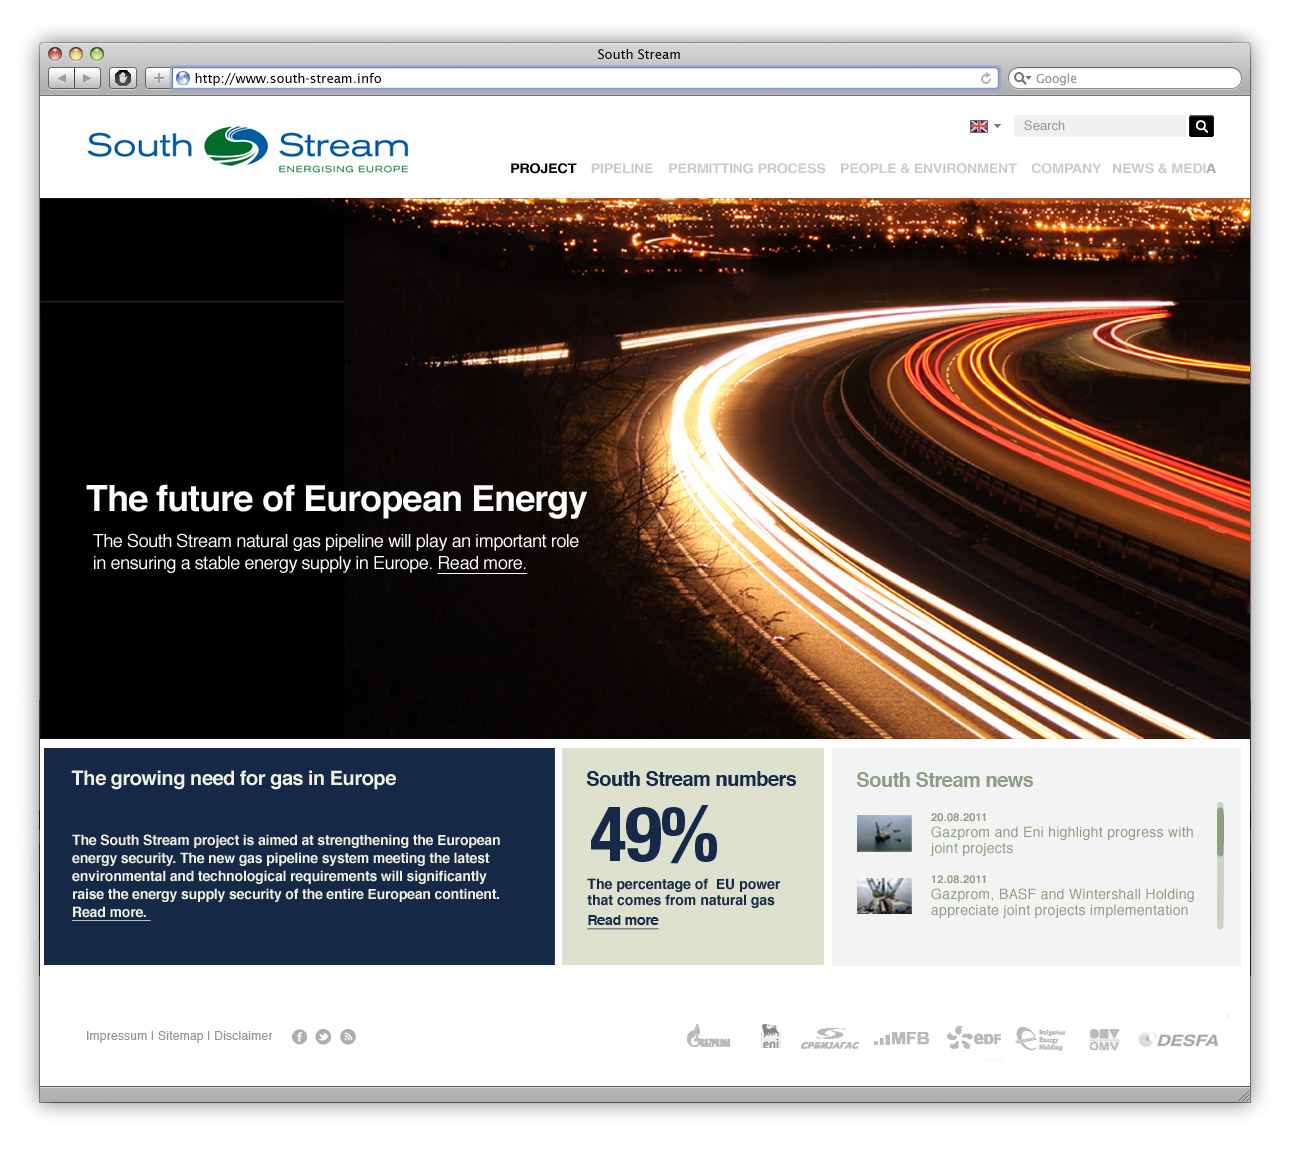 South Stream
http://www.south-stream.info
Google
South Stream
ENERGISING EUROPE
Search
PROJECT PIPELINE PERMITTING PROCESS PEOPLE & ENVIRONMENT COMPANY NEWS & MEDIA
The future of European Energy
The South Stream natural gas pipeline will play an important role
in ensuring a stable energy supply in Europe. Read more.
The growing need for gas in Europe
The South Stream project is aimed at strengthening the European
energy security. The new gas pipeline system meeting the latest
environmental and technological requirements will significantly
raise the energy supply security of the entire European continent.
Read more.
South Stream numbers
49%
The percentage of EU power
that comes from natural gas
Read more
South Stream news
20.08.2011
Gazprom and Eni highlight progress with
joint projects
12.08.2011
Gazprom, BASF and Wintershall Holding
appreciate joint projects implementation
Impressum I Sitemap I Disclaimer
GAZPROM
eni
СРБИЈАГАС
MFB
eDF
Bulgarian
Energy
Holding
OMV
DESFA